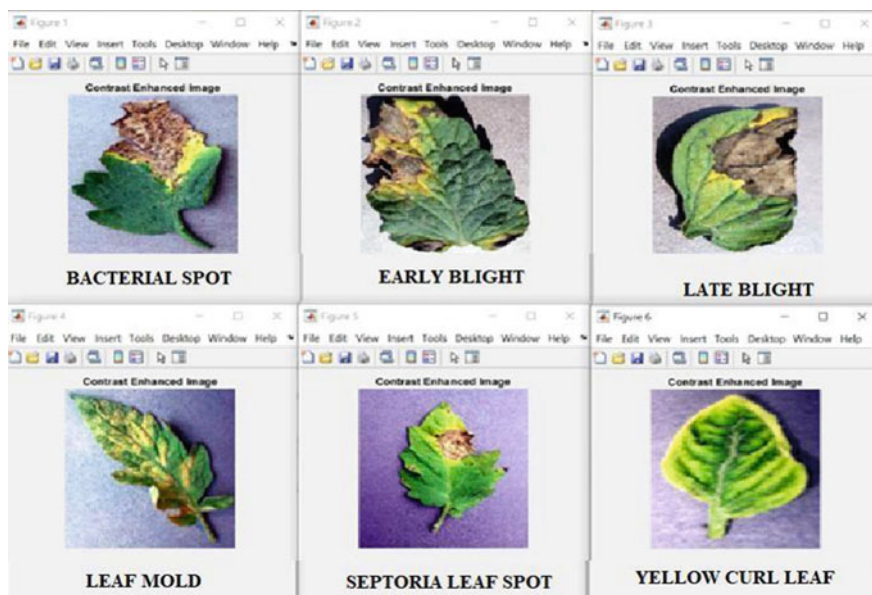 Figure 1
File Edit View Insert Tools Desktop Window Help
Contrast Enhanced Image
BACTERIAL SPOT
Figure 2
File Edit View Insert Tools Desktop Window Help
Contrast Enhanced Image
EARLY BLIGHT
Figure 3
File Edit View Insert Tools Desktop Window Help
Contrast Enhanced Image
LATE BLIGHT
Figure 4
File Edit View Insert Tools Desktop Window Help
Contrast Enhanced Image
LEAF MOLD
Figure 5
File Edit View Insert Tools Desktop Window Help
Contrast Enhanced Image
SEPTORIA LEAF SPOT
Figure 6
File Edit View Insert Tools Desktop Window Help
Contrast Enhanced Image
YELLOW CURL LEAF